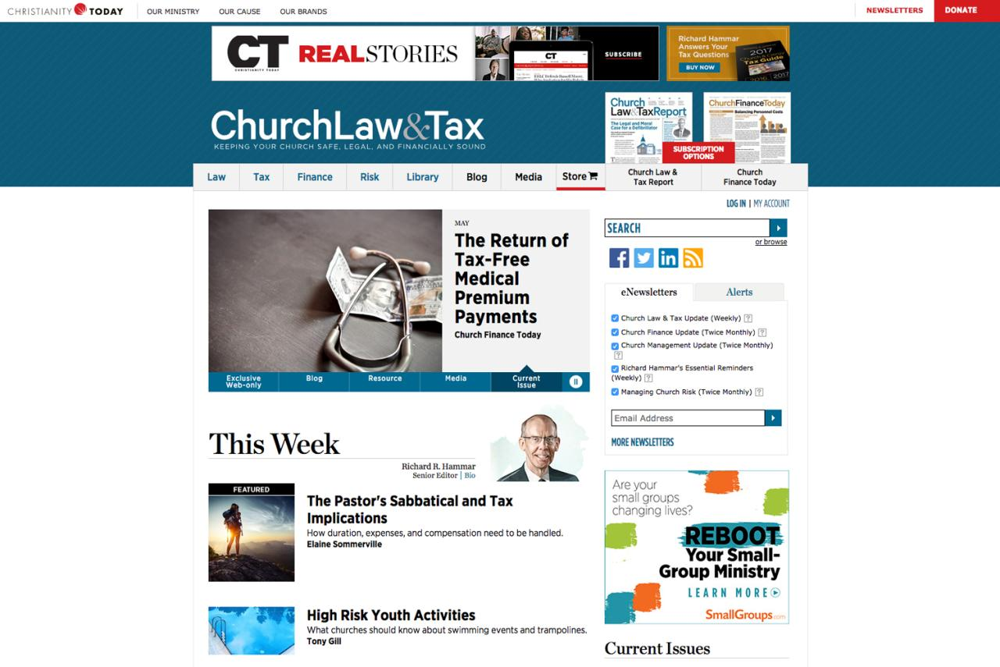 CHRISTIANITY TODAY
OUR MINISTRY
OUR CAUSE
OUR BRANDS
NEWSLETTERS
DONATE
CT
CHRISTIANITY TODAY
REALSTORIES
CT
SUBSCRIBE
Richard Hammar
Answers Your
Tax Questions
BUY NOW
2017
Tax Guide
2016
2017
ChurchLaw&Tax
KEEPING YOUR CHURCH SAFE, LEGAL, AND FINANCIALLY SOUND
Church
Law&TaxReport
The Legal and Moral
Case for a Defibrillator
ChurchFinanceToday
Balancing Personnel Costs
SUBSCRIPTION
OPTIONS
Law
Tax
Finance
Risk
Library
Blog
Media
Store
Church Law &
Tax Report
Church
Finance Today
LOG IN | MY ACCOUNT
MAY
The Return of
Tax-Free
Medical
Premium
Payments
Church Finance Today
Exclusive
Web-only
Blog
Resource
Media
Current
Issue
SEARCH
or browse
eNewsletters
Alerts
Church Law & Tax Update (Weekly) ?
Church Finance Update (Twice Monthly) ?
Church Management Update (Twice Monthly)
?
Richard Hammar's Essential Reminders
(Weekly) ?
Managing Church Risk (Twice Monthly) ?
Email Address
MORE NEWSLETTERS
This Week
Richard R. Hammar
Senior Editor | Bio
FEATURED
The Pastor's Sabbatical and Tax
Implications
How duration, expenses, and compensation need to be handled.
Elaine Sommerville
High Risk Youth Activities
What churches should know about swimming events and trampolines.
Tony Gill
Are your
small groups
changing lives?
REBOOT
Your Small-
Group Ministry
LEARN MORE
SmallGroups.com
Current Issues